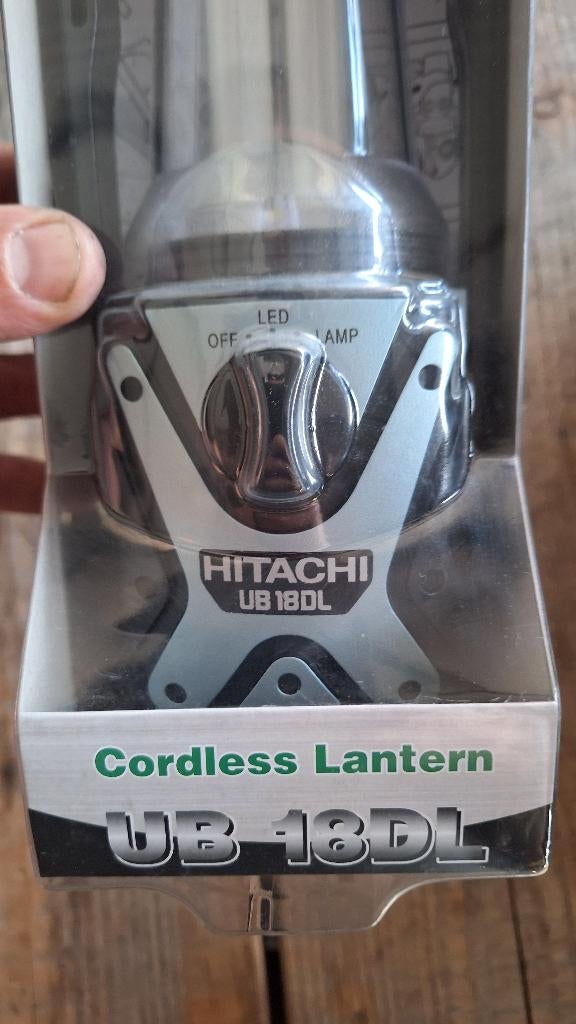 LED
OFF LAMP
HITACHI
UB 18DL
Cordless Lantern
UB 18DL